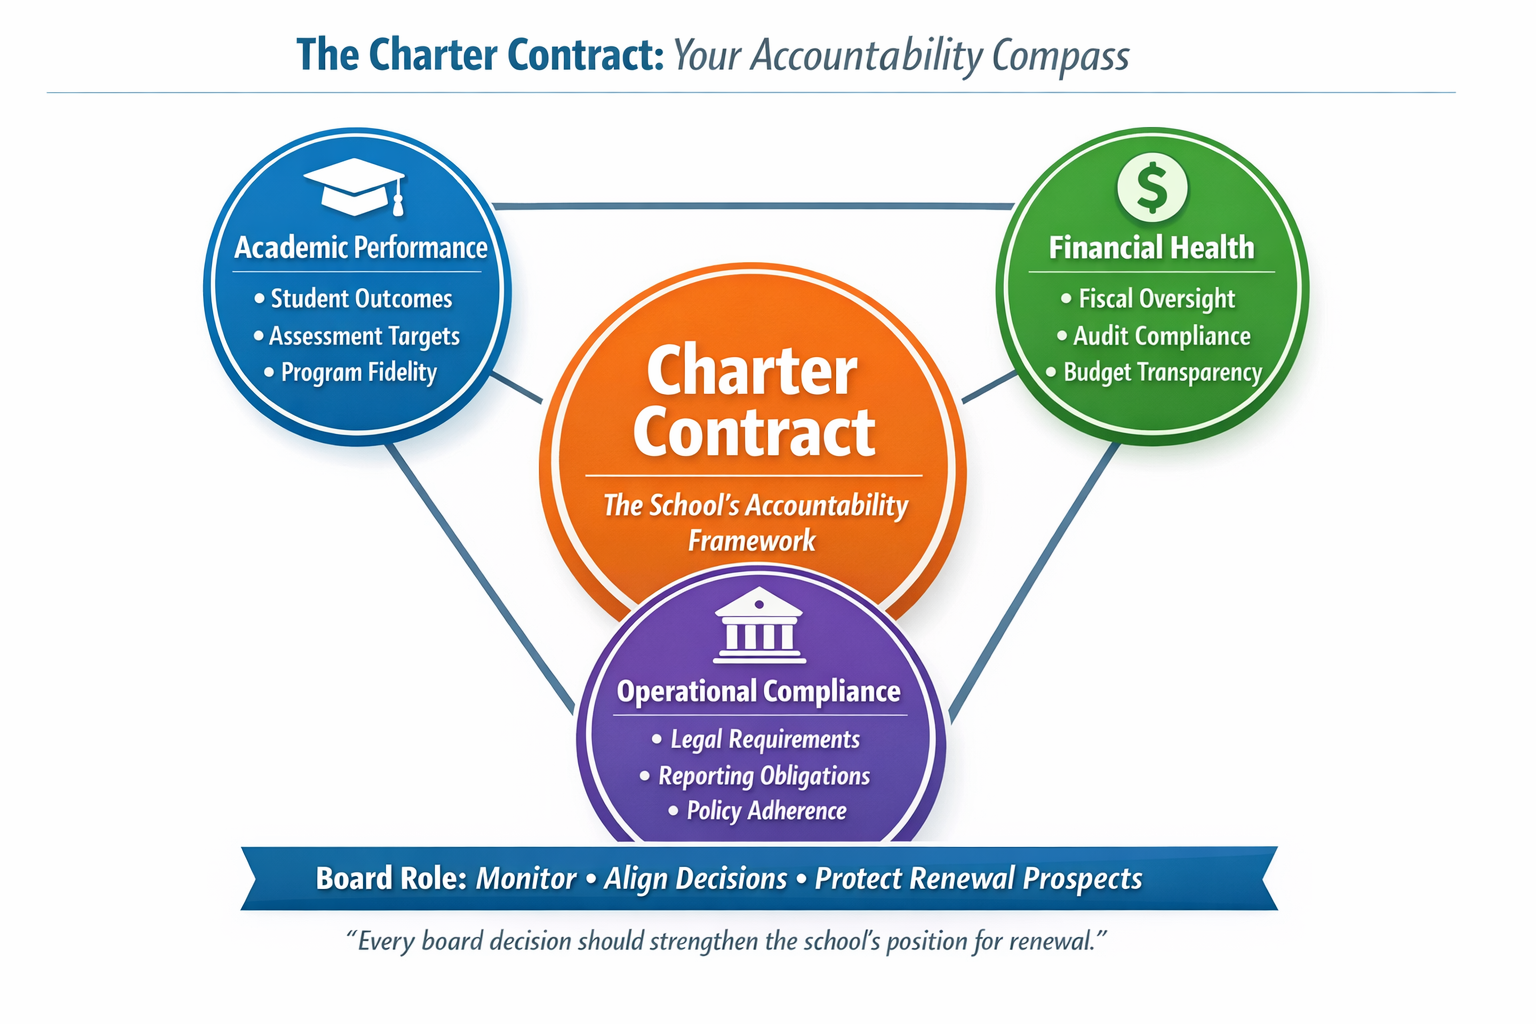 The Charter Contract: Your Accountability Compass
Academic Performance
• Student Outcomes
• Assessment Targets
• Program Fidelity
$
Financial Health
• Fiscal Oversight
• Audit Compliance
• Budget Transparency
Charter
Contract
The School's Accountability
Framework
Operational Compliance
• Legal Requirements
• Reporting Obligations
• Policy Adherence
Board Role: Monitor • Align Decisions • Protect Renewal Prospects
“Every board decision should strengthen the school's position for renewal.”